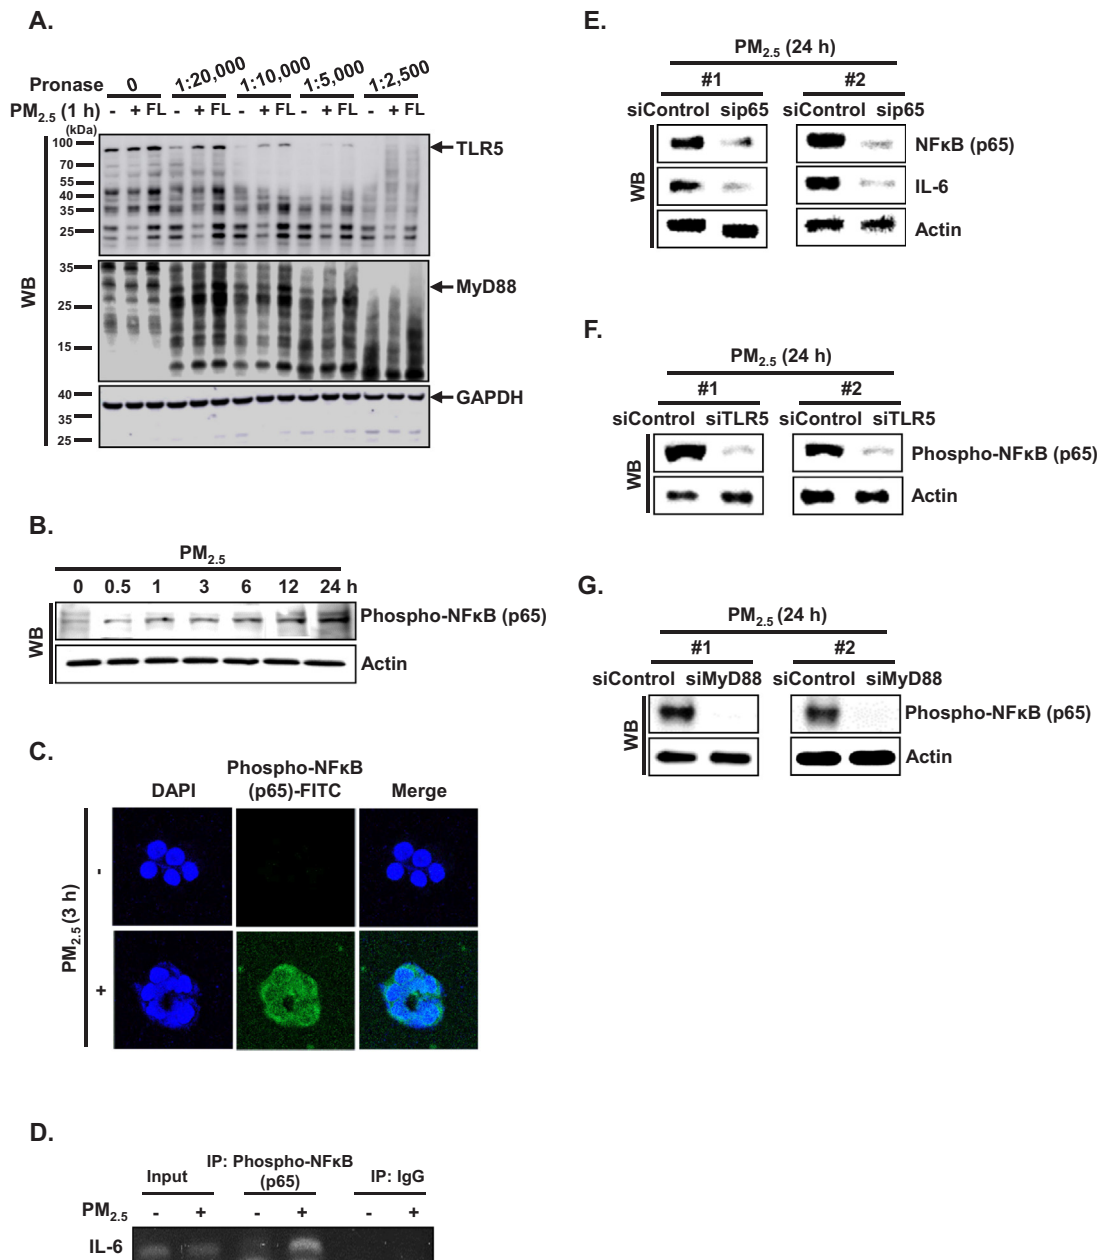 A.
Pronase 0 1:20,000 1:10,000 1:5,000 1:2,500
PM2.5 (1 h) - + FL - + FL - + FL - + FL - + FL
(kDa)
100
70
55
40
35
25
TLR5
WB
35
25
15
MyD88
40
35
25
GAPDH
B.
PM2.5
0 0.5 1 3 6 12 24 h
WB
Phospho-NFκB (p65)
Actin
C.
Phospho-NFκB
DAPI (p65)-FITC Merge
PM2.5 (3 h)
-
+
D.
Input IP: Phospho-NFκB (p65) IP: IgG
PM2.5 - + - + - +
IL-6
E.
PM2.5 (24 h)
#1 #2
siControl sip65 siControl sip65
WB
NFκB (p65)
IL-6
Actin
F.
PM2.5 (24 h)
#1 #2
siControl siTLR5 siControl siTLR5
WB
Phospho-NFκB (p65)
Actin
G.
PM2.5 (24 h)
#1 #2
siControl siMyD88 siControl siMyD88
WB
Phospho-NFκB (p65)
Actin